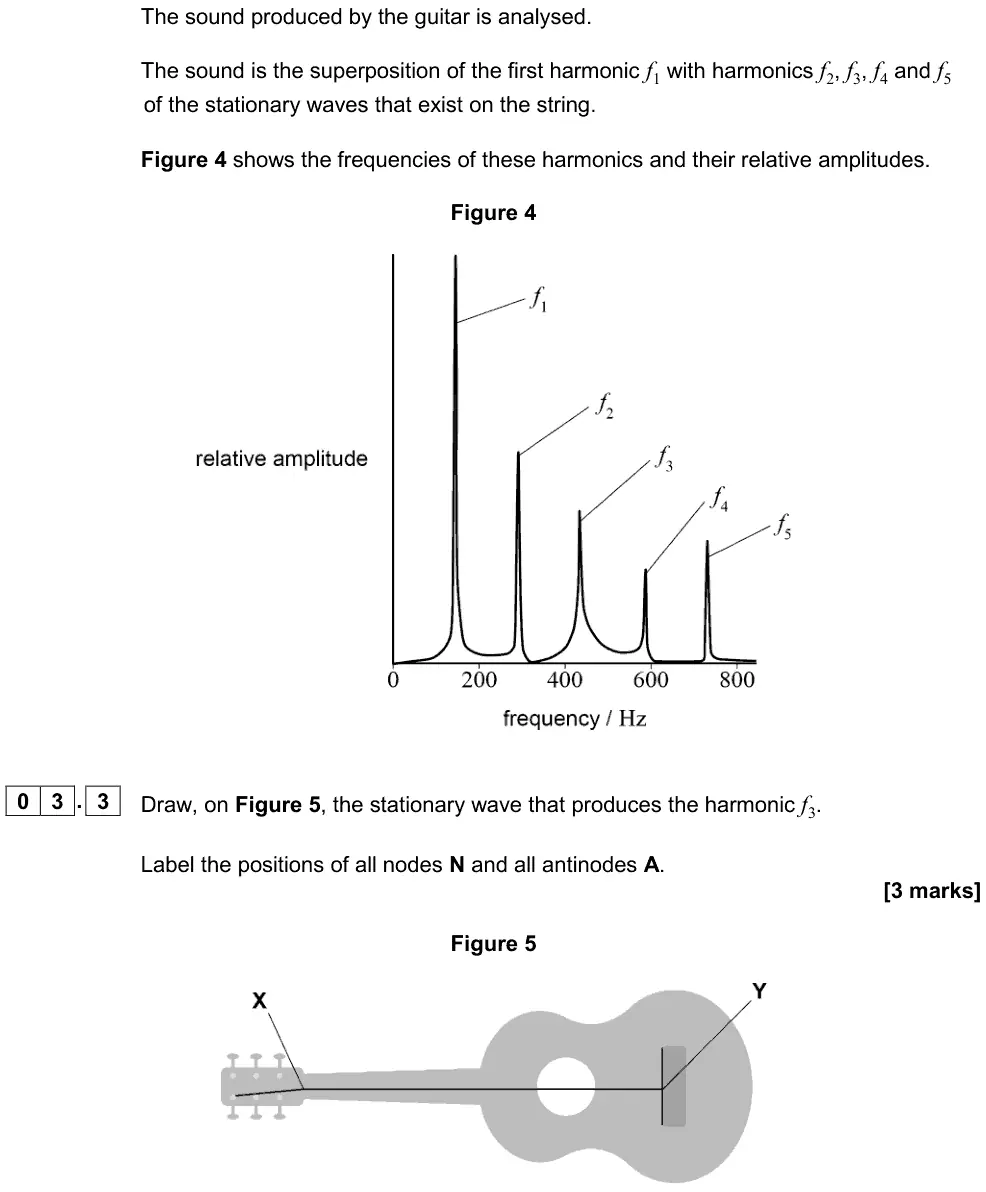 The sound produced by the guitar is analysed.
The sound is the superposition of the first harmonic f₁ with harmonics f₂, f₃, f₄ and f₅
of the stationary waves that exist on the string.
Figure 4 shows the frequencies of these harmonics and their relative amplitudes.
Figure 4
f₁
f₂
f₃
f₄
f₅
relative amplitude
0 200 400 600 800
frequency / Hz
0 3 . 3 Draw, on Figure 5, the stationary wave that produces the harmonic f₃.
Label the positions of all nodes N and all antinodes A.
[3 marks]
Figure 5
X
Y